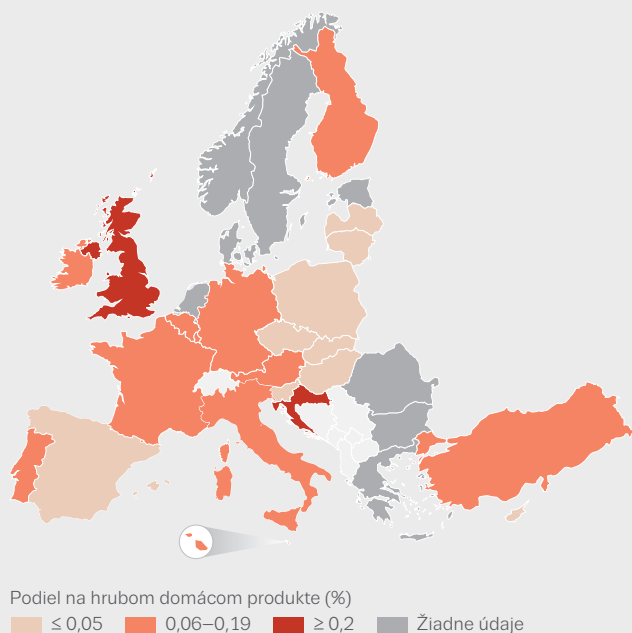 Podiel na hrubom domácom produkte (%)
≤ 0,05 0,06–0,19 ≥ 0,2 Žiadne údaje